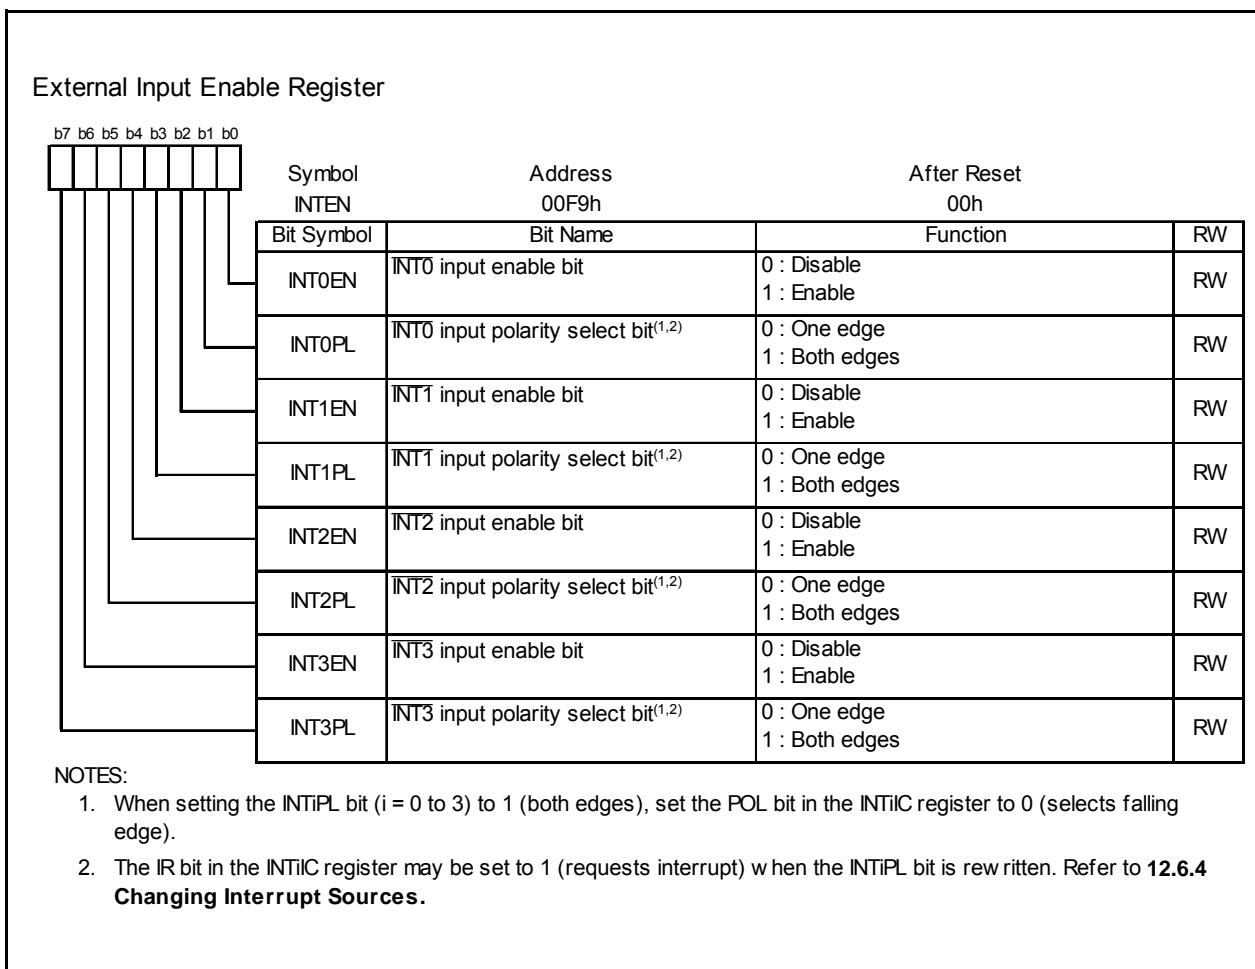 External Input Enable Register
b7 b6 b5 b4 b3 b2 b1 b0
Symbol Address After Reset
INTEN 00F9h 00h
Bit Symbol Bit Name Function RW
INT0EN INT0 input enable bit 0 : Disable RW
1 : Enable
INT0PL INT0 input polarity select bit(1,2) 0 : One edge RW
1 : Both edges
INT1EN INT1 input enable bit 0 : Disable RW
1 : Enable
INT1PL INT1 input polarity select bit(1,2) 0 : One edge RW
1 : Both edges
INT2EN INT2 input enable bit 0 : Disable RW
1 : Enable
INT2PL INT2 input polarity select bit(1,2) 0 : One edge RW
1 : Both edges
INT3EN INT3 input enable bit 0 : Disable RW
1 : Enable
INT3PL INT3 input polarity select bit(1,2) 0 : One edge RW
1 : Both edges
NOTES:
1. When setting the INTiPL bit (i = 0 to 3) to 1 (both edges), set the POL bit in the INTiIC register to 0 (selects falling
edge).
2. The IR bit in the INTiIC register may be set to 1 (requests interrupt) when the INTiPL bit is rewritten. Refer to 12.6.4
Changing Interrupt Sources.